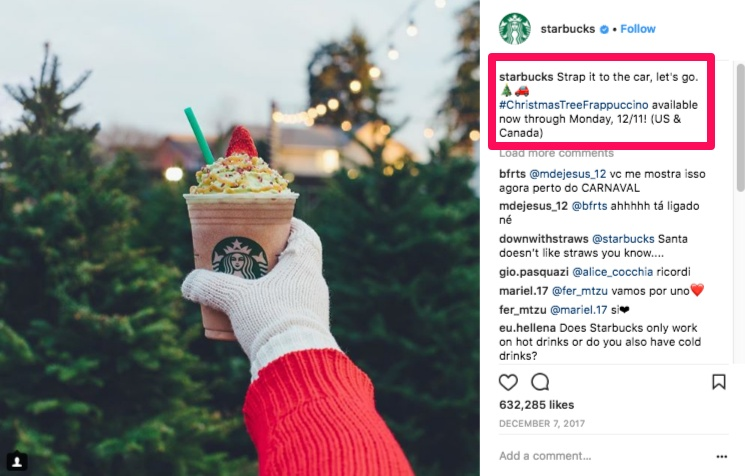 starbucks • Follow
starbucks Strap it to the car, let's go.
🌲🚗
#ChristmasTreeFrappuccino available
now through Monday, 12/11! (US &
Canada)
Load more comments
bfrts @mdejesus_12 vc me mostra isso
agora perto do CARNAVAL
mdejesus_12 @bfrts ahhhhh tá ligado
né
downwithstraws @starbucks Santa
doesn't like straws you know....
gio.pasquazi @alice_cocchia ricordi
mariel.17 @fer_mtzu vamos por uno❤️
fer_mtzu @mariel.17 si❤
eu.hellena Does Starbucks only work
on hot drinks or do you also have cold
drinks?
632,285 likes
DECEMBER 7, 2017
Add a comment...